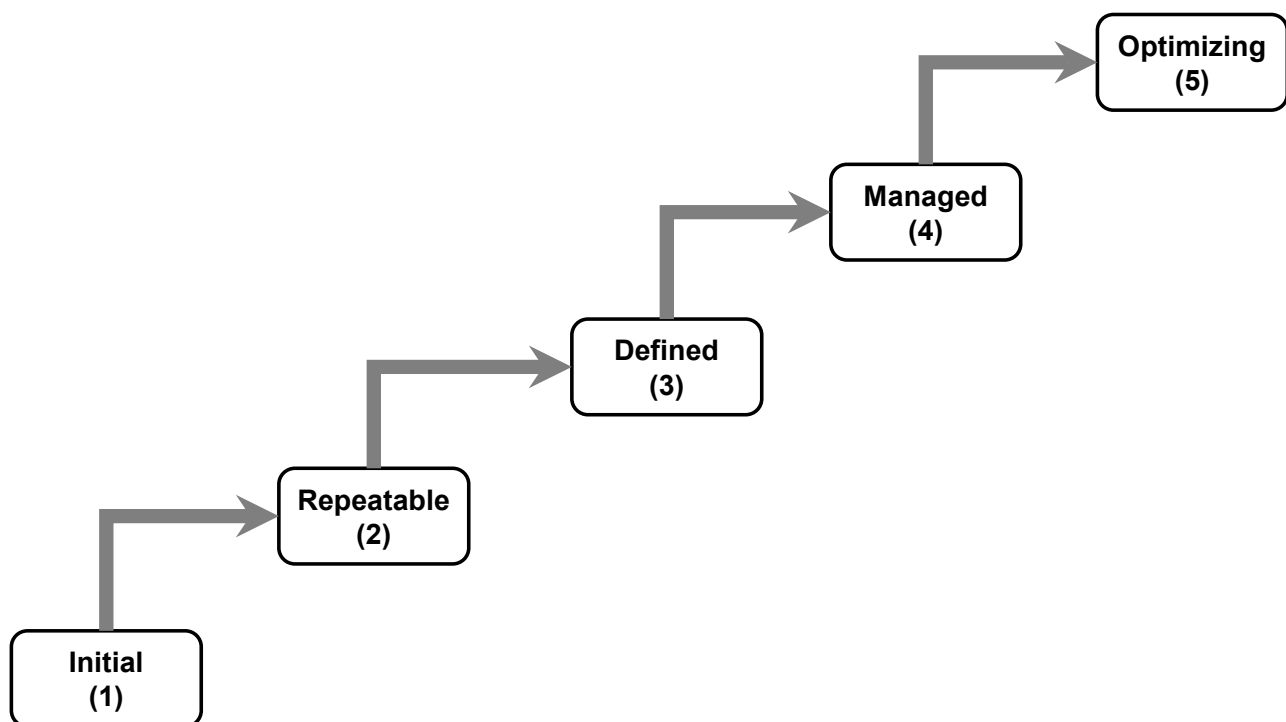 Optimizing
(5)
Managed
(4)
Defined
(3)
Repeatable
(2)
Initial
(1)